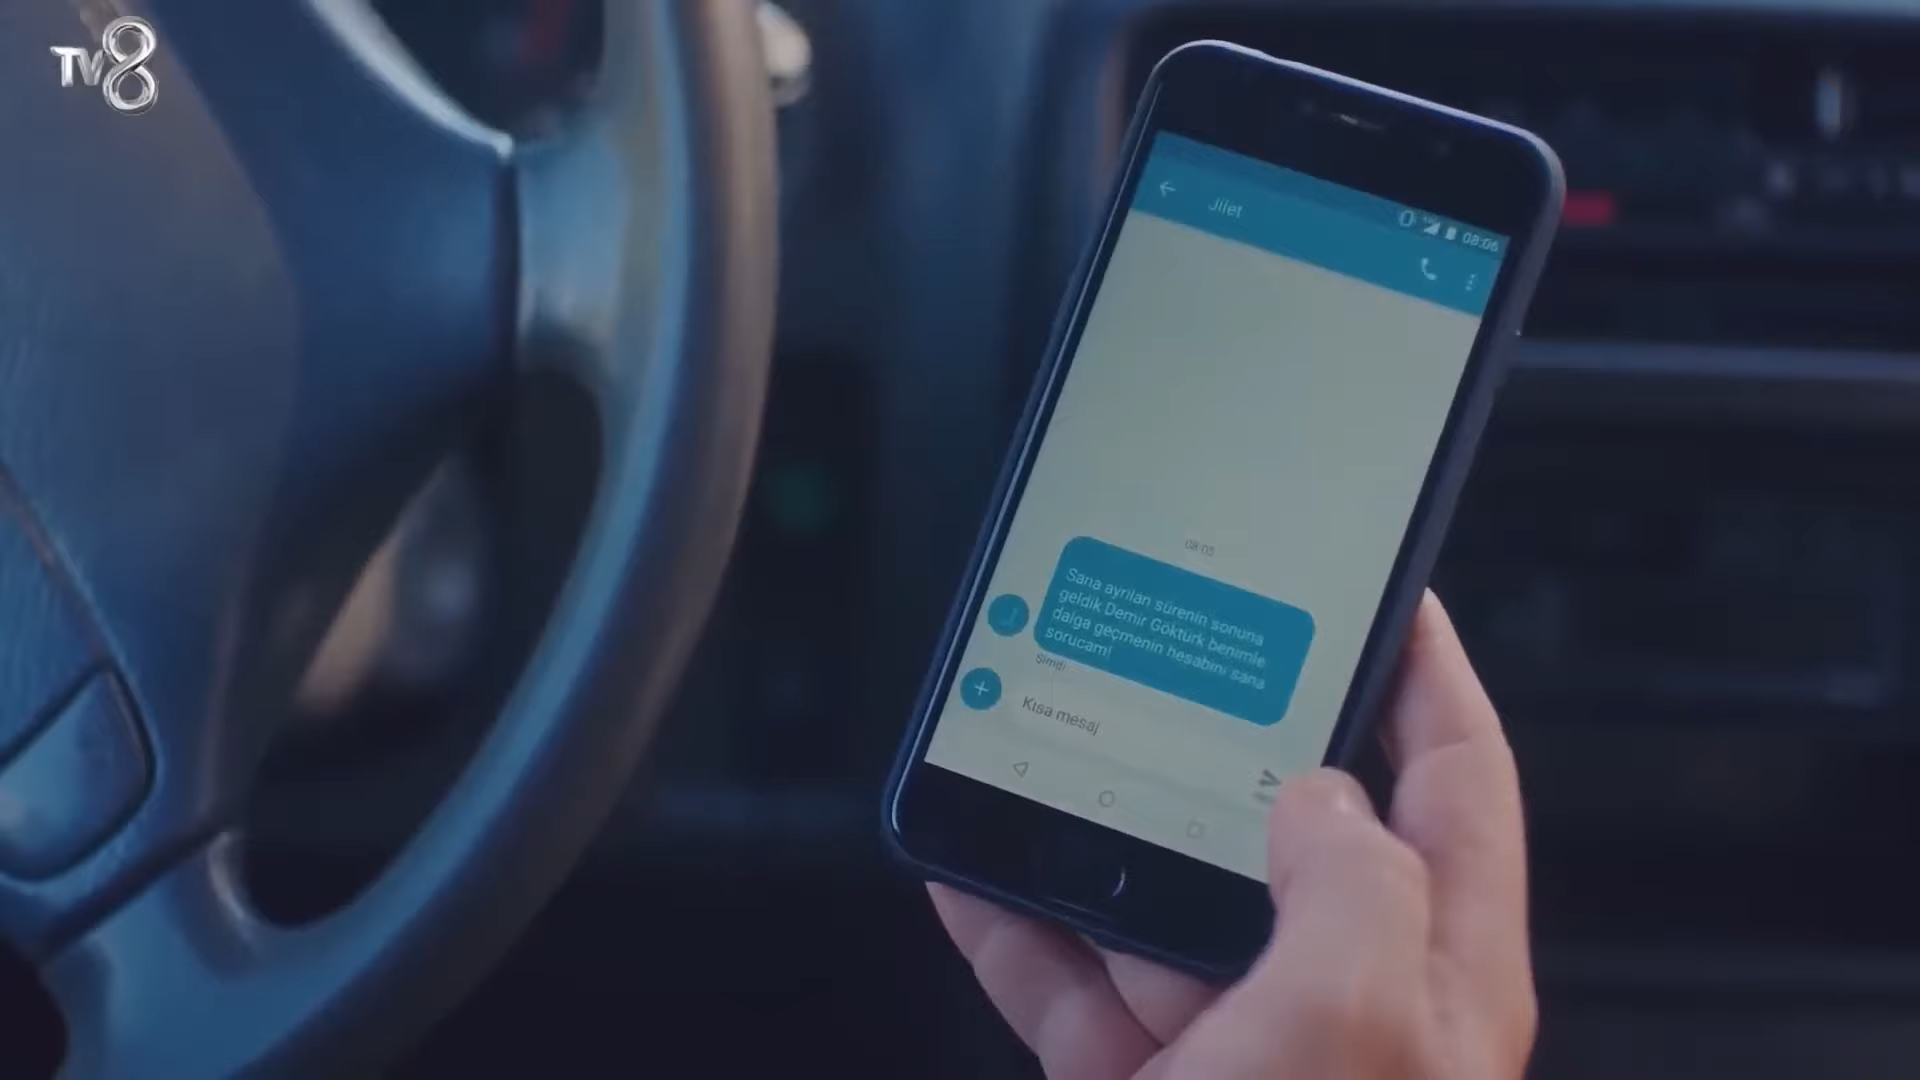 TV8
Jilet
08:06
08:05
Sana ayrılan sürenin sonuna
geldik Demir Göktürk benimle
dalga geçmenin hesabını sana
sorucam!
Şimdi
Kısa mesaj